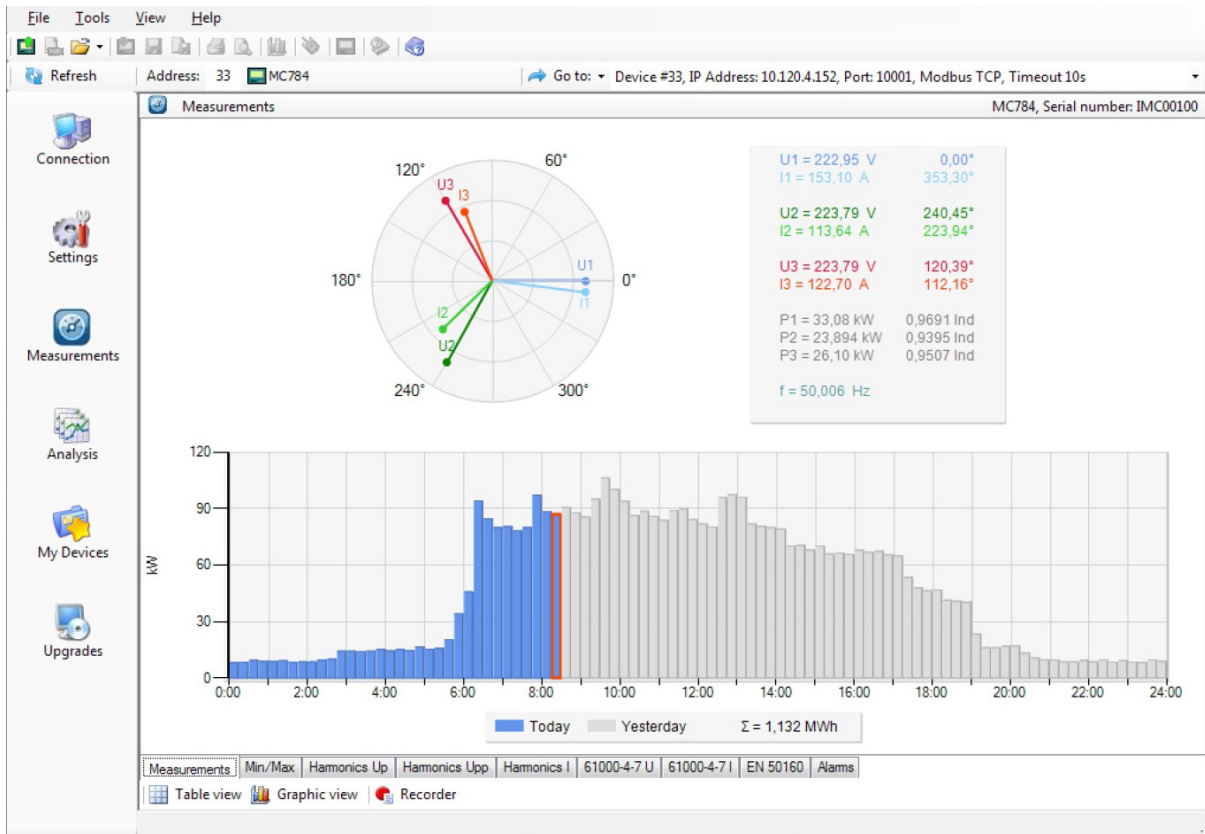 File Tools View Help
Refresh Address: 33 MC784 Go to: Device #33, IP Address: 10.120.4.152, Port: 10001, Modbus TCP, Timeout 10s
Measurements MC784, Serial number: IMC00100
Connection
Settings
Measurements
Analysis
My Devices
Upgrades
60°
120°
U3
I3
180°
U1
0°
I1
I2
U2
240°
300°
U1 = 222,95 V 0,00°
I1 = 153,10 A 353,30°
U2 = 223,79 V 240,45°
I2 = 113,64 A 223,94°
U3 = 223,79 V 120,39°
I3 = 122,70 A 112,16°
P1 = 33,08 kW 0,9691 Ind
P2 = 23,894 kW 0,9395 Ind
P3 = 26,10 kW 0,9507 Ind
f = 50,006 Hz
120
90
60
30
0
kW
0:00 2:00 4:00 6:00 8:00 10:00 12:00 14:00 16:00 18:00 20:00 22:00 24:00
Today Yesterday Σ = 1,132 MWh
Measurements Min/Max Harmonics Up Harmonics Upp Harmonics I 61000-4-7 U 61000-4-7 I EN 50160 Alarms
Table view Graphic view Recorder